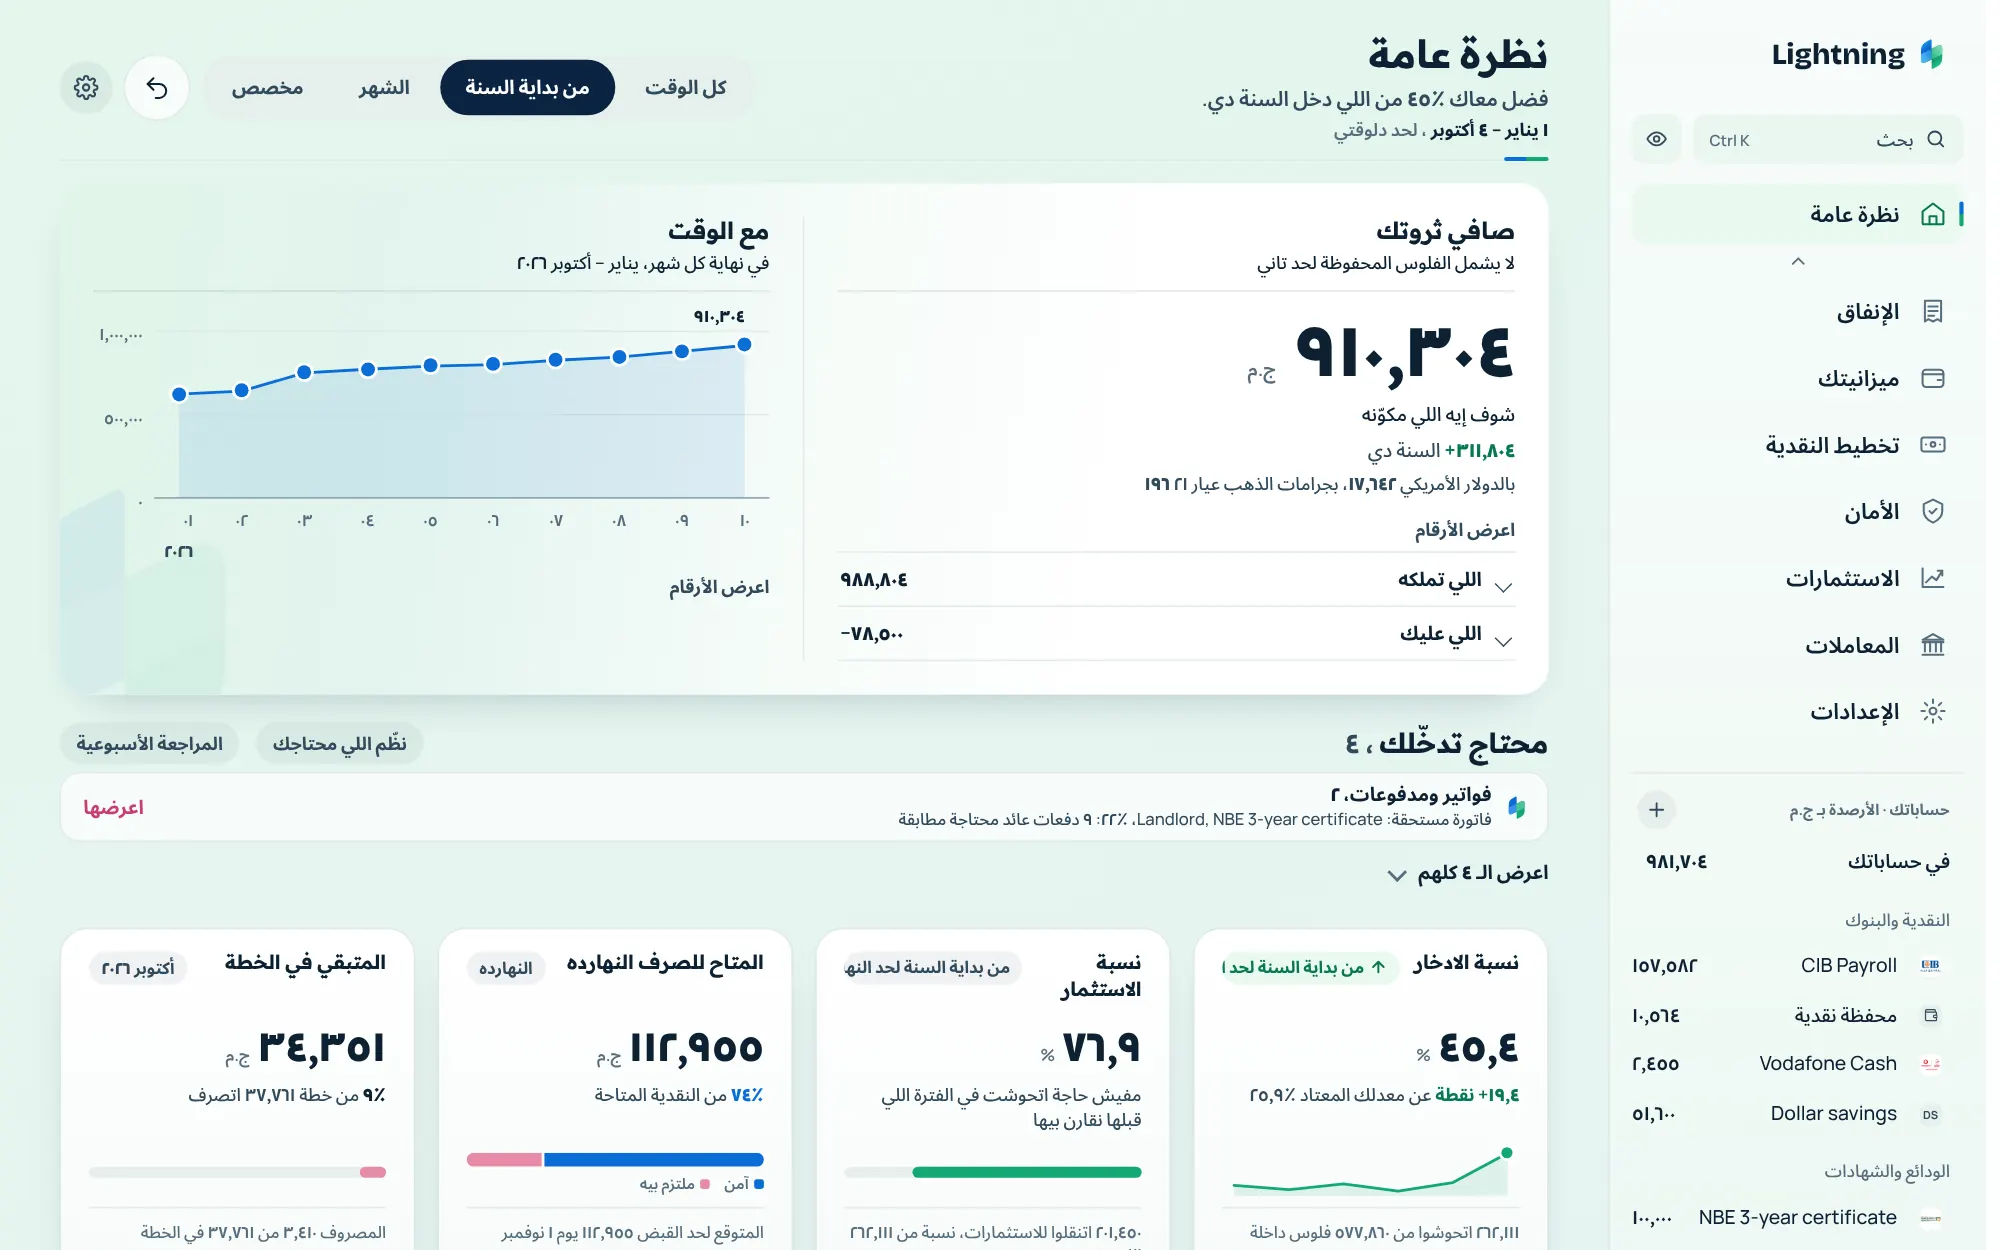 Lightning
بحث
Ctrl K
نظرة عامة
الإنفاق
ميزانيتك
تخطيط النقدية
الأمان
الاستثمارات
المعاملات
الإعدادات
حساباتك · الأرصدة بـ ج.م
في حساباتك ٩٨١,٧٠٤
النقدية والبنوك
CIB Payroll ١٥٧,٥٨٢
محفظة نقدية ١٠,٥٦٤
Vodafone Cash ٢,٤٥٥
DS Dollar savings ٥١,٦٠٠
الودائع والشهادات
NBE 3-year certificate ١٠٠,٠٠٠
نظرة عامة
فضل معاك ٤٥٪ من اللي دخل السنة دي.
١ يناير – ٤ أكتوبر ، لحد دلوقتي
كل الوقت
من بداية السنة
الشهر
مخصص
صافي ثروتك
لا يشمل الفلوس المحفوظة لحد تاني
٩١٠,٣٠٤ ج.م
شوف إيه اللي مكوّنه
+٣١١,٨٠٤ السنة دي
بالدولار الأمريكي ١٧,٦٤٢، بجرامات الذهب عيار ٢١ ١٩٦
اعرض الأرقام
اللي تملكه ٩٨٨,٨٠٤
اللي عليك −٧٨,٥٠٠
مع الوقت
في نهاية كل شهر، يناير – أكتوبر ٢٠٢٦
٩١٠,٣٠٤
١,٠٠٠,٠٠٠
٥٠٠,٠٠٠
٠
٠١ ٠٢ ٠٣ ٠٤ ٠٥ ٠٦ ٠٧ ٠٨ ٠٩ ١٠
٢٠٢٦
اعرض الأرقام
محتاج تدخّلك ، ٤
نظّم اللي محتاجك
المراجعة الأسبوعية
فواتير ومدفوعات، ٢
فاتورة مستحقة: Landlord, NBE 3-year certificate، ٢٢٪: ٩ دفعات عائد محتاجة مطابقة
اعرضها
اعرض الـ ٤ كلهم
نسبة الادخار
↑ من بداية السنة لحد ا
٤٥,٤ %
+١٩,٤ نقطة عن معدلك المعتاد ٢٥,٩٪
٢٦٢,١١١ اتحوشوا من ٥٧٧,٨٦٠ فلوس داخلة
نسبة الاستثمار
من بداية السنة لحد النه
٧٦,٩ %
مفيش حاجة اتحوشت في الفترة اللي
قبلها نقارن بيها
٢٠١,٤٥٠ اتنقلوا للاستثمارات، نسبة من ٢٦٢,١١١
المتاح للصرف النهارده
النهارده
١١٢,٩٥٥ ج.م
٧٤٪ من النقدية المتاحة
آمن
ملتزم بيه
المتوقع لحد القبض ١١٢,٩٥٥ يوم ١ نوفمبر
المتبقي في الخطة
أكتوبر ٢٠٢٦
٣٤,٣٥١ ج.م
٩٪ من خطة ٣٧,٧٦١ اتصرف
المصروف ٣,٤١٠ من ٣٧,٧٦١ في الخطة